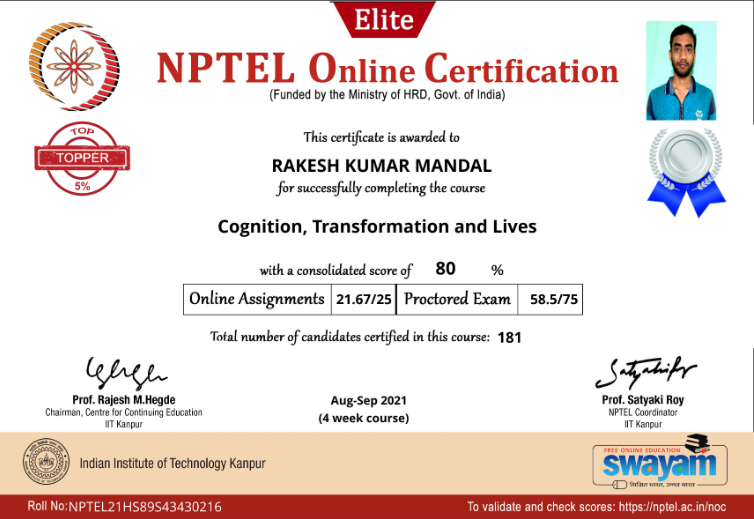 Elite
NPTEL Online Certification
(Funded by the Ministry of HRD, Govt. of India)
TOP
TOPPER
5%
This certificate is awarded to
RAKESH KUMAR MANDAL
for successfully completing the course
Cognition, Transformation and Lives
with a consolidated score of 80 %
Online Assignments 21.67/25 Proctored Exam 58.5/75
Total number of candidates certified in this course: 181
Prof. Rajesh M.Hegde
Chairman, Centre for Continuing Education
IIT Kanpur
Aug-Sep 2021
(4 week course)
Prof. Satyaki Roy
NPTEL Coordinator
IIT Kanpur
Indian Institute of Technology Kanpur
FREE ONLINE EDUCATION
swayam
शिक्षित भारत, उन्नत भारत
Roll No:NPTEL21HS89S43430216
To validate and check scores: https://nptel.ac.in/noc